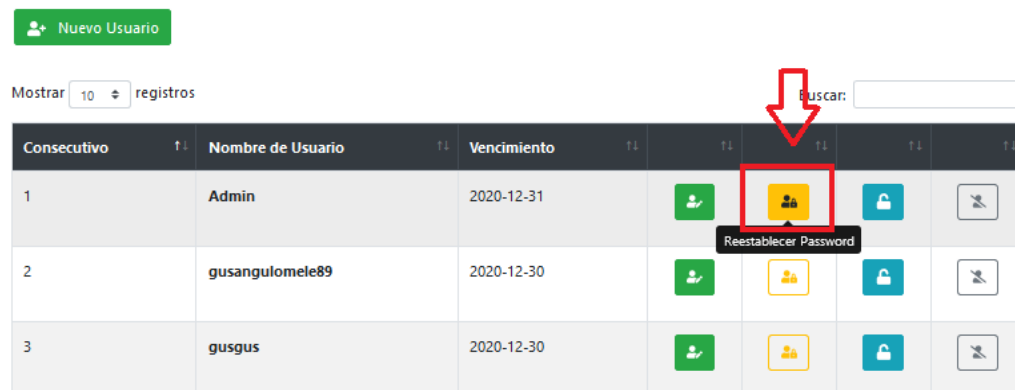 Nuevo Usuario
Mostrar 10 registros
Buscar:
Consecutivo Nombre de Usuario Vencimiento
1 Admin 2020-12-31
Reestablecer Password
2 gusangulomele89 2020-12-30
3 gusgus 2020-12-30